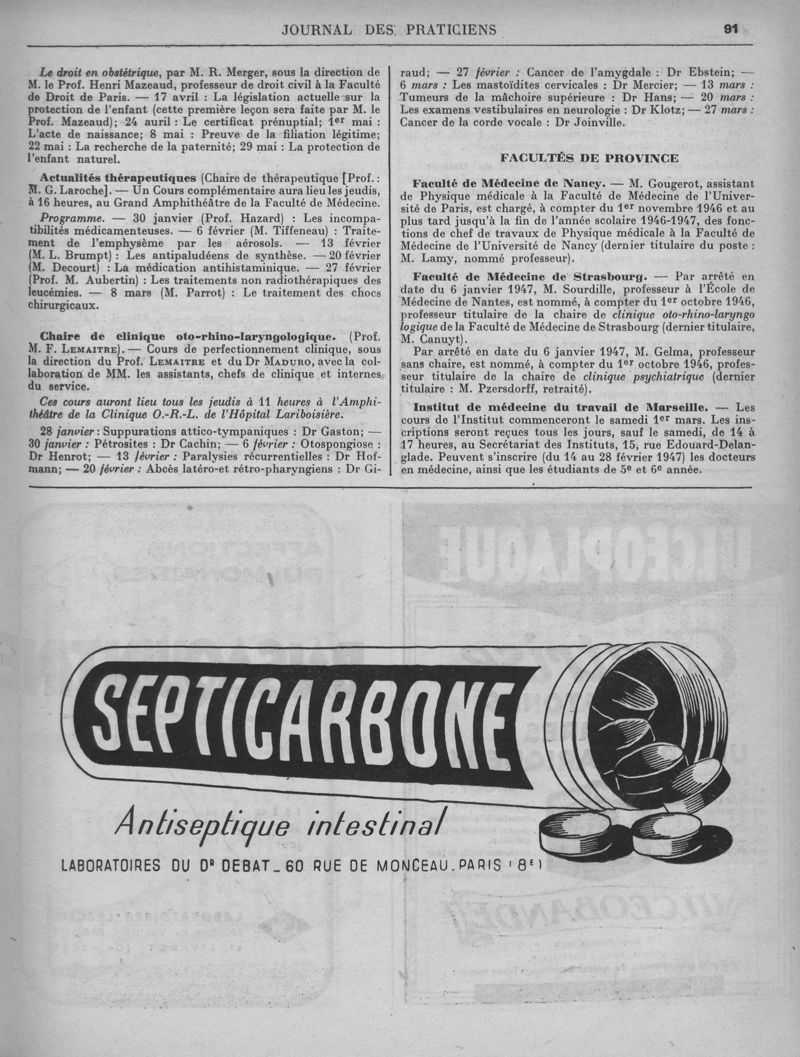 JOURNAL DES PRATICIENS
91
Le droit en obstétrique, par M. R. Merger, sous la direction de
M. le Prof. Henri Mazeaud, professeur de droit civil à la Faculté
de Droit de Paris. — 17 avril : La législation actuelle sur la
protection de l'enfant (cette première leçon sera faite par M. le
Prof. Mazeaud); 24 auril : Le certificat prénuptial; 1er mai :
L'acte de naissance; 8 mai : Preuve de la filiation légitime;
22 mai : La recherche de la paternité; 29 mai : La protection de
l'enfant naturel.
Actualités thérapeutiques (Chaire de thérapeutique [Prof. :
M. G. Laroche]. — Un Cours complémentaire aura lieu les jeudis,
à 16 heures, au Grand Amphithéâtre de la Faculté de Médecine.
Programme. — 30 janvier (Prof. Hazard) : Les incompa-
tibilités médicamenteuses. — 6 février (M. Tiffeneau) : Traite-
ment de l'emphysème par les aérosols. — 13 février
(M. L. Brumpt) : Les antipaludéens de synthèse. — 20 février
(M. Decourt) : La médication antihistaminique. — 27 février
(Prof. M. Aubertin) : Les traitements non radiothérapiques des
leucémies. — 8 mars (M. Parrot) : Le traitement des chocs
chirurgicaux.
Chaire de clinique oto-rhino-laryngologique. (Prof.
M. F. LEMAITRE). — Cours de perfectionnement clinique, sous
la direction du Prof. LEMAITRE et du Dr MADURO, avec la col-
laboration de MM. les assistants, chefs de clinique et internes
du service.
Ces cours auront lieu tous les jeudis à 11 heures à l'Amphi-
théâtre de la Clinique O.-R.-L. de l'Hôpital Lariboisière.
28 janvier : Suppurations attico-tympaniques : Dr Gaston; —
30 janvier : Pétrosites : Dr Cachin; — 6 février : Otospongiose :
Dr Henrot; — 13 février : Paralysies récurrentielles : Dr Hof-
mann; — 20 février : Abcès latéro-et rétro-pharyngiens : Dr Gi-
raud; — 27 février : Cancer de l'amygdale : Dr Ebstein; —
6 mars : Les mastoïdites cervicales : Dr Mercier; — 13 mars :
Tumeurs de la mâchoire supérieure : Dr Hans; — 20 mars :
Les examens vestibulaires en neurologie : Dr Klotz; — 27 mars :
Cancer de la corde vocale : Dr Joinville.
FACULTÉS DE PROVINCE
Faculté de Médecine de Nancy. — M. Gougerot, assistant
de Physique médicale à la Faculté de Médecine de l'Univer-
sité de Paris, est chargé, à compter du 1er novembre 1946 et au
plus tard jusqu'à la fin de l'année scolaire 1946-1947, des fonc-
tions de chef de travaux de Physique médicale à la Faculté de
Médecine de l'Université de Nancy (dernier titulaire du poste :
M. Lamy, nommé professeur).
Faculté de Médecine de Strasbourg. — Par arrêté en
date du 6 janvier 1947, M. Sourdille, professeur à l'École de
Médecine de Nantes, est nommé, à compter du 1er octobre 1946,
professeur titulaire de la chaire de clinique oto-rhino-laryngo
logique de la Faculté de Médecine de Strasbourg (dernier titulaire,
M. Canuyt).
Par arrêté en date du 6 janvier 1947, M. Gelma, professeur
sans chaire, est nommé, à compter du 1er octobre 1946, profes-
seur titulaire de la chaire de clinique psychiatrique (dernier
titulaire : M. Pzersdorff, retraité).
Institut de médecine du travail de Marseille. — Les
cours de l'Institut commenceront le samedi 1er mars. Les ins-
criptions seront reçues tous les jours, sauf le samedi, de 14 à
17 heures, au Secrétariat des Instituts, 15, rue Edouard-Delan-
glade. Peuvent s'inscrire (du 14 au 28 février 1947) les docteurs
en médecine, ainsi que les étudiants de 5e et 6e année.
SEPTICARBONE
Antiseptique intestinal
LABORATOIRES DU DR DEBAT_60 RUE DE MONCEAU_PARIS (8E)